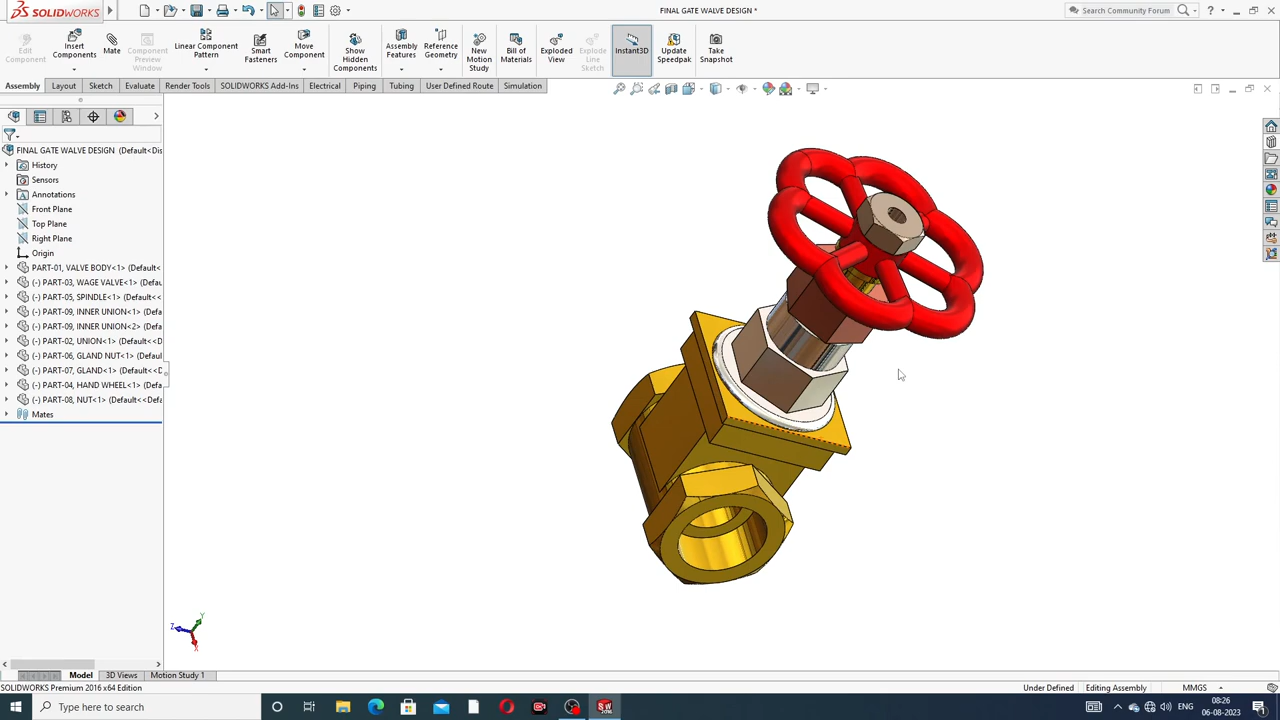 SOLIDWORKS
FINAL GATE WALVE DESIGN *
Search Community Forum
Edit Component
Insert Components
Mate
Component Preview Window
Linear Component Pattern
Smart Fasteners
Move Component
Show Hidden Components
Assembly Features
Reference Geometry
New Motion Study
Bill of Materials
Exploded View
Explode Line Sketch
Instant3D
Update Speedpak
Take Snapshot
Assembly
Layout
Sketch
Evaluate
Render Tools
SOLIDWORKS Add-Ins
Electrical
Piping
Tubing
User Defined Route
Simulation
FINAL GATE WALVE DESIGN (Default<Dis
History
Sensors
Annotations
Front Plane
Top Plane
Right Plane
Origin
PART-01, VALVE BODY<1> (Default<
(-) PART-03, WAGE VALVE<1> (Defa
(-) PART-05, SPINDLE<1> (Default<<
(-) PART-09, INNER UNION<1> (Def
(-) PART-09, INNER UNION<2> (Def
(-) PART-02, UNION<1> (Default<<D
(-) PART-06, GLAND NUT<1> (Defau
(-) PART-07, GLAND<1> (Default<<
(-) PART-04, HAND WHEEL<1> (Defa
(-) PART-08, NUT<1> (Default<<Defa
Mates
Z
Y
X
Model
3D Views
Motion Study 1
SOLIDWORKS Premium 2016 x64 Edition
Under Defined
Editing Assembly
MMGS
Type here to search
ENG
08:26
06-08-2023